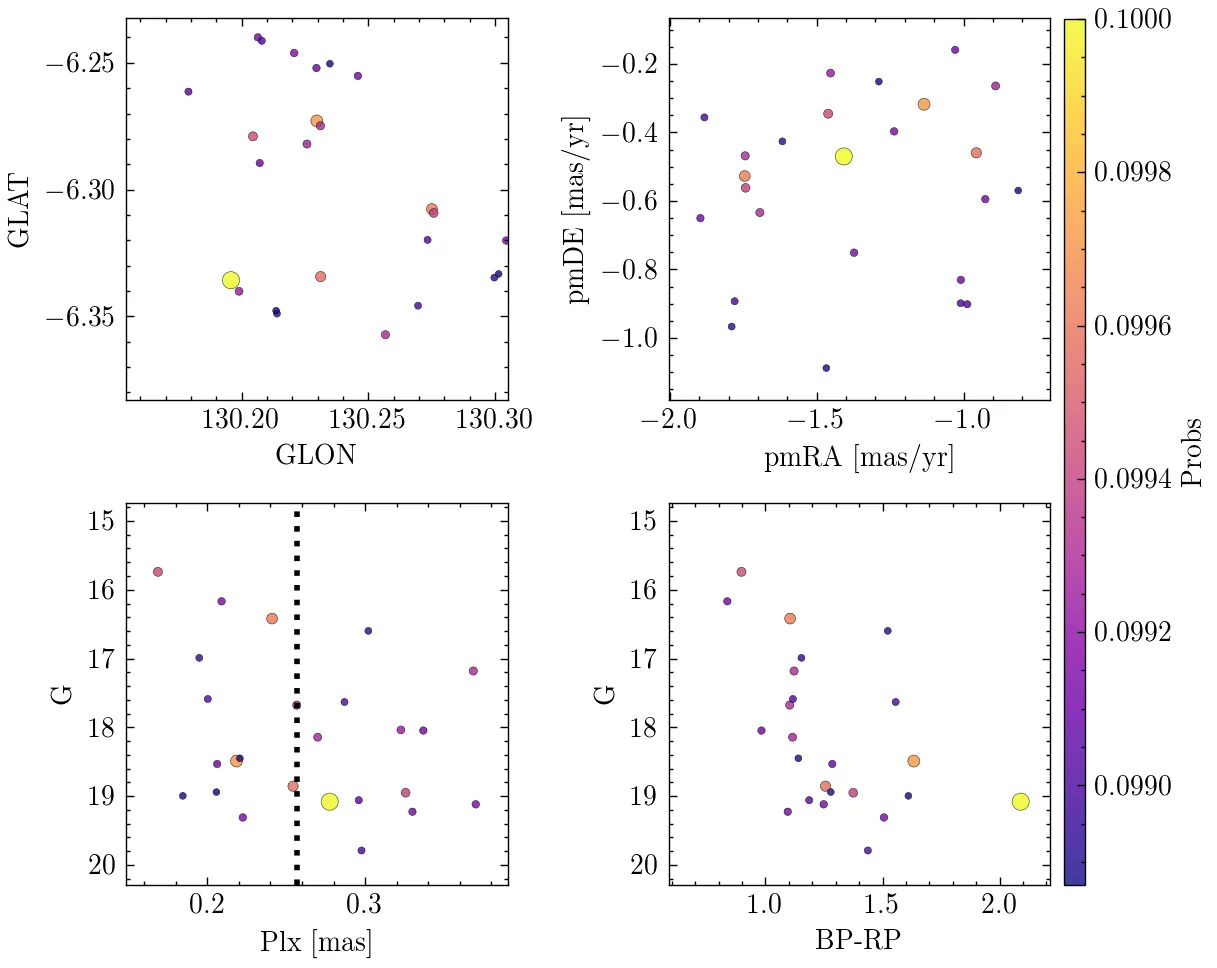 −6.25
−6.30
−6.35
GLAT
130.20 130.25 130.30
GLON
−0.2
−0.4
−0.6
−0.8
−1.0
pmDE [mas/yr]
−2.0 −1.5 −1.0
pmRA [mas/yr]
0.1000
0.0998
0.0996
0.0994
0.0992
0.0990
Probs
15
16
17
18
19
20
G
0.2 0.3
Plx [mas]
15
16
17
18
19
20
G
1.0 1.5 2.0
BP-RP